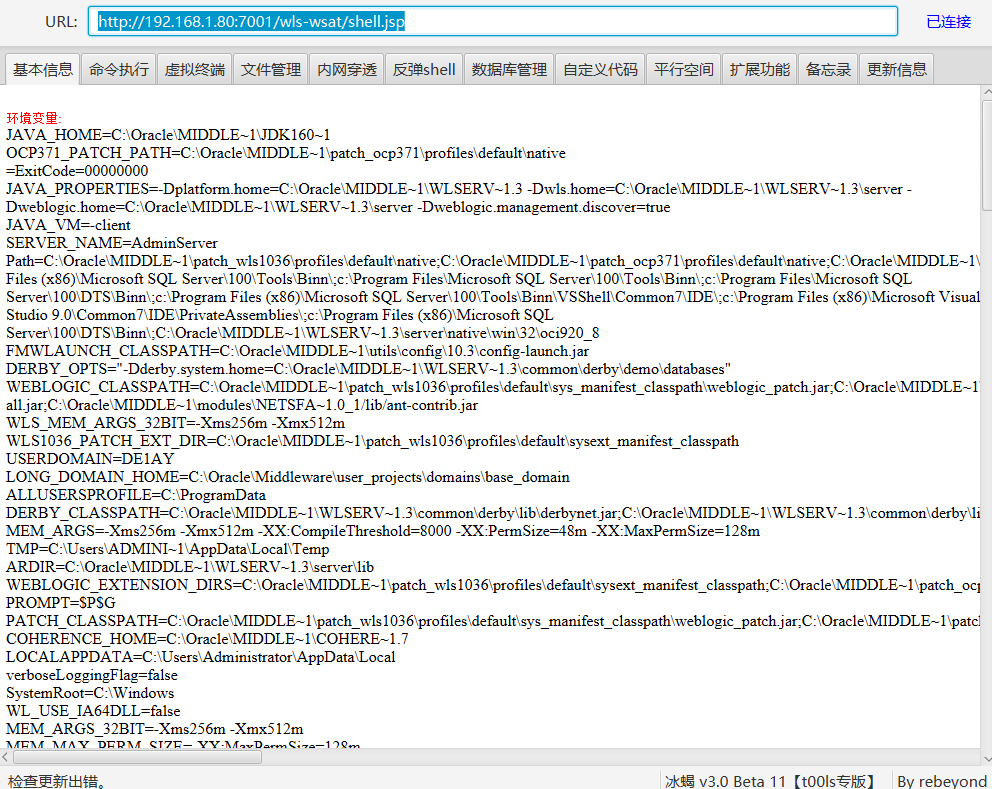 URL: http://192.168.1.80:7001/wls-wsat/shell.jsp 已连接
基本信息 命令执行 虚拟终端 文件管理 内网穿透 反弹shell 数据库管理 自定义代码 平行空间 扩展功能 备忘录 更新信息
环境变量:
JAVA_HOME=C:\Oracle\MIDDLE~1\JDK160~1
OCP371_PATCH_PATH=C:\Oracle\MIDDLE~1\patch_ocp371\profiles\default\native
=ExitCode=00000000
JAVA_PROPERTIES=-Dplatform.home=C:\Oracle\MIDDLE~1\WLSERV~1.3 -Dwls.home=C:\Oracle\MIDDLE~1\WLSERV~1.3\server -
Dweblogic.home=C:\Oracle\MIDDLE~1\WLSERV~1.3\server -Dweblogic.management.discover=true
JAVA_VM=-client
SERVER_NAME=AdminServer
Path=C:\Oracle\MIDDLE~1\patch_wls1036\profiles\default\native;C:\Oracle\MIDDLE~1\patch_ocp371\profiles\default\native;C:\Oracle\MIDDLE~1\
Files (x86)\Microsoft SQL Server\100\Tools\Binn\;c:\Program Files\Microsoft SQL Server\100\Tools\Binn\;c:\Program Files\Microsoft SQL
Server\100\DTS\Binn\;c:\Program Files (x86)\Microsoft SQL Server\100\Tools\Binn\VSShell\Common7\IDE\;c:\Program Files (x86)\Microsoft Visual
Studio 9.0\Common7\IDE\PrivateAssemblies\;c:\Program Files (x86)\Microsoft SQL
Server\100\DTS\Binn\;C:\Oracle\MIDDLE~1\WLSERV~1.3\server\native\win\32\oci920_8
FMWLAUNCH_CLASSPATH=C:\Oracle\MIDDLE~1\utils\config\10.3\config-launch.jar
DERBY_OPTS="-Dderby.system.home=C:\Oracle\MIDDLE~1\WLSERV~1.3\common\derby\demo\databases"
WEBLOGIC_CLASSPATH=C:\Oracle\MIDDLE~1\patch_wls1036\profiles\default\sys_manifest_classpath\weblogic_patch.jar;C:\Oracle\MIDDLE~1\
all.jar;C:\Oracle\MIDDLE~1\modules\NETSFA~1.0_1/lib/ant-contrib.jar
WLS_MEM_ARGS_32BIT=-Xms256m -Xmx512m
WLS1036_PATCH_EXT_DIR=C:\Oracle\MIDDLE~1\patch_wls1036\profiles\default\sysext_manifest_classpath
USERDOMAIN=DE1AY
LONG_DOMAIN_HOME=C:\Oracle\Middleware\user_projects\domains\base_domain
ALLUSERSPROFILE=C:\ProgramData
DERBY_CLASSPATH=C:\Oracle\MIDDLE~1\WLSERV~1.3\common\derby\lib\derbynet.jar;C:\Oracle\MIDDLE~1\WLSERV~1.3\common\derby\li
MEM_ARGS=-Xms256m -Xmx512m -XX:CompileThreshold=8000 -XX:PermSize=48m -XX:MaxPermSize=128m
TMP=C:\Users\ADMINI~1\AppData\Local\Temp
ARDIR=C:\Oracle\MIDDLE~1\WLSERV~1.3\server\lib
WEBLOGIC_EXTENSION_DIRS=C:\Oracle\MIDDLE~1\patch_wls1036\profiles\default\sysext_manifest_classpath;C:\Oracle\MIDDLE~1\patch_ocp
PROMPT=$P$G
PATCH_CLASSPATH=C:\Oracle\MIDDLE~1\patch_wls1036\profiles\default\sys_manifest_classpath\weblogic_patch.jar;C:\Oracle\MIDDLE~1\patc
COHERENCE_HOME=C:\Oracle\MIDDLE~1\COHERE~1.7
LOCALAPPDATA=C:\Users\Administrator\AppData\Local
verboseLoggingFlag=false
SystemRoot=C:\Windows
WL_USE_IA64DLL=false
MEM_ARGS_32BIT=-Xms256m -Xmx512m
MEM_MAX_PERM_SIZE=-XX:MaxPermSize=128m
检查更新出错。 冰蝎 v3.0 Beta 11【t00ls专版】 By rebeyond